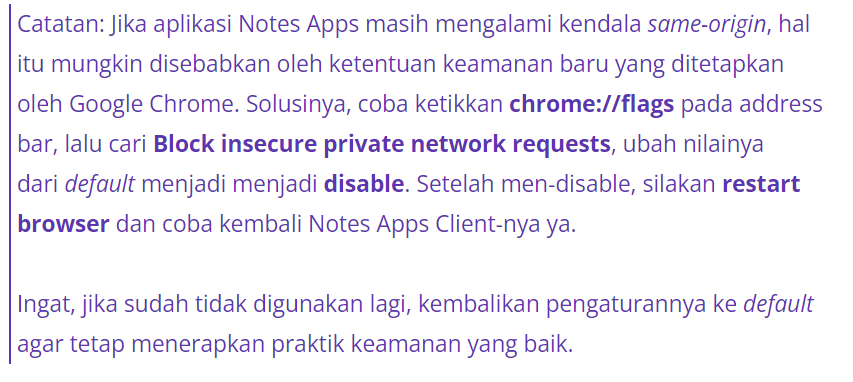 Catatan: Jika aplikasi Notes Apps masih mengalami kendala same-origin, hal
itu mungkin disebabkan oleh ketentuan keamanan baru yang ditetapkan
oleh Google Chrome. Solusinya, coba ketikkan chrome://flags pada address
bar, lalu cari Block insecure private network requests, ubah nilainya
dari default menjadi menjadi disable. Setelah men-disable, silakan restart
browser dan coba kembali Notes Apps Client-nya ya.
Ingat, jika sudah tidak digunakan lagi, kembalikan pengaturannya ke default
agar tetap menerapkan praktik keamanan yang baik.